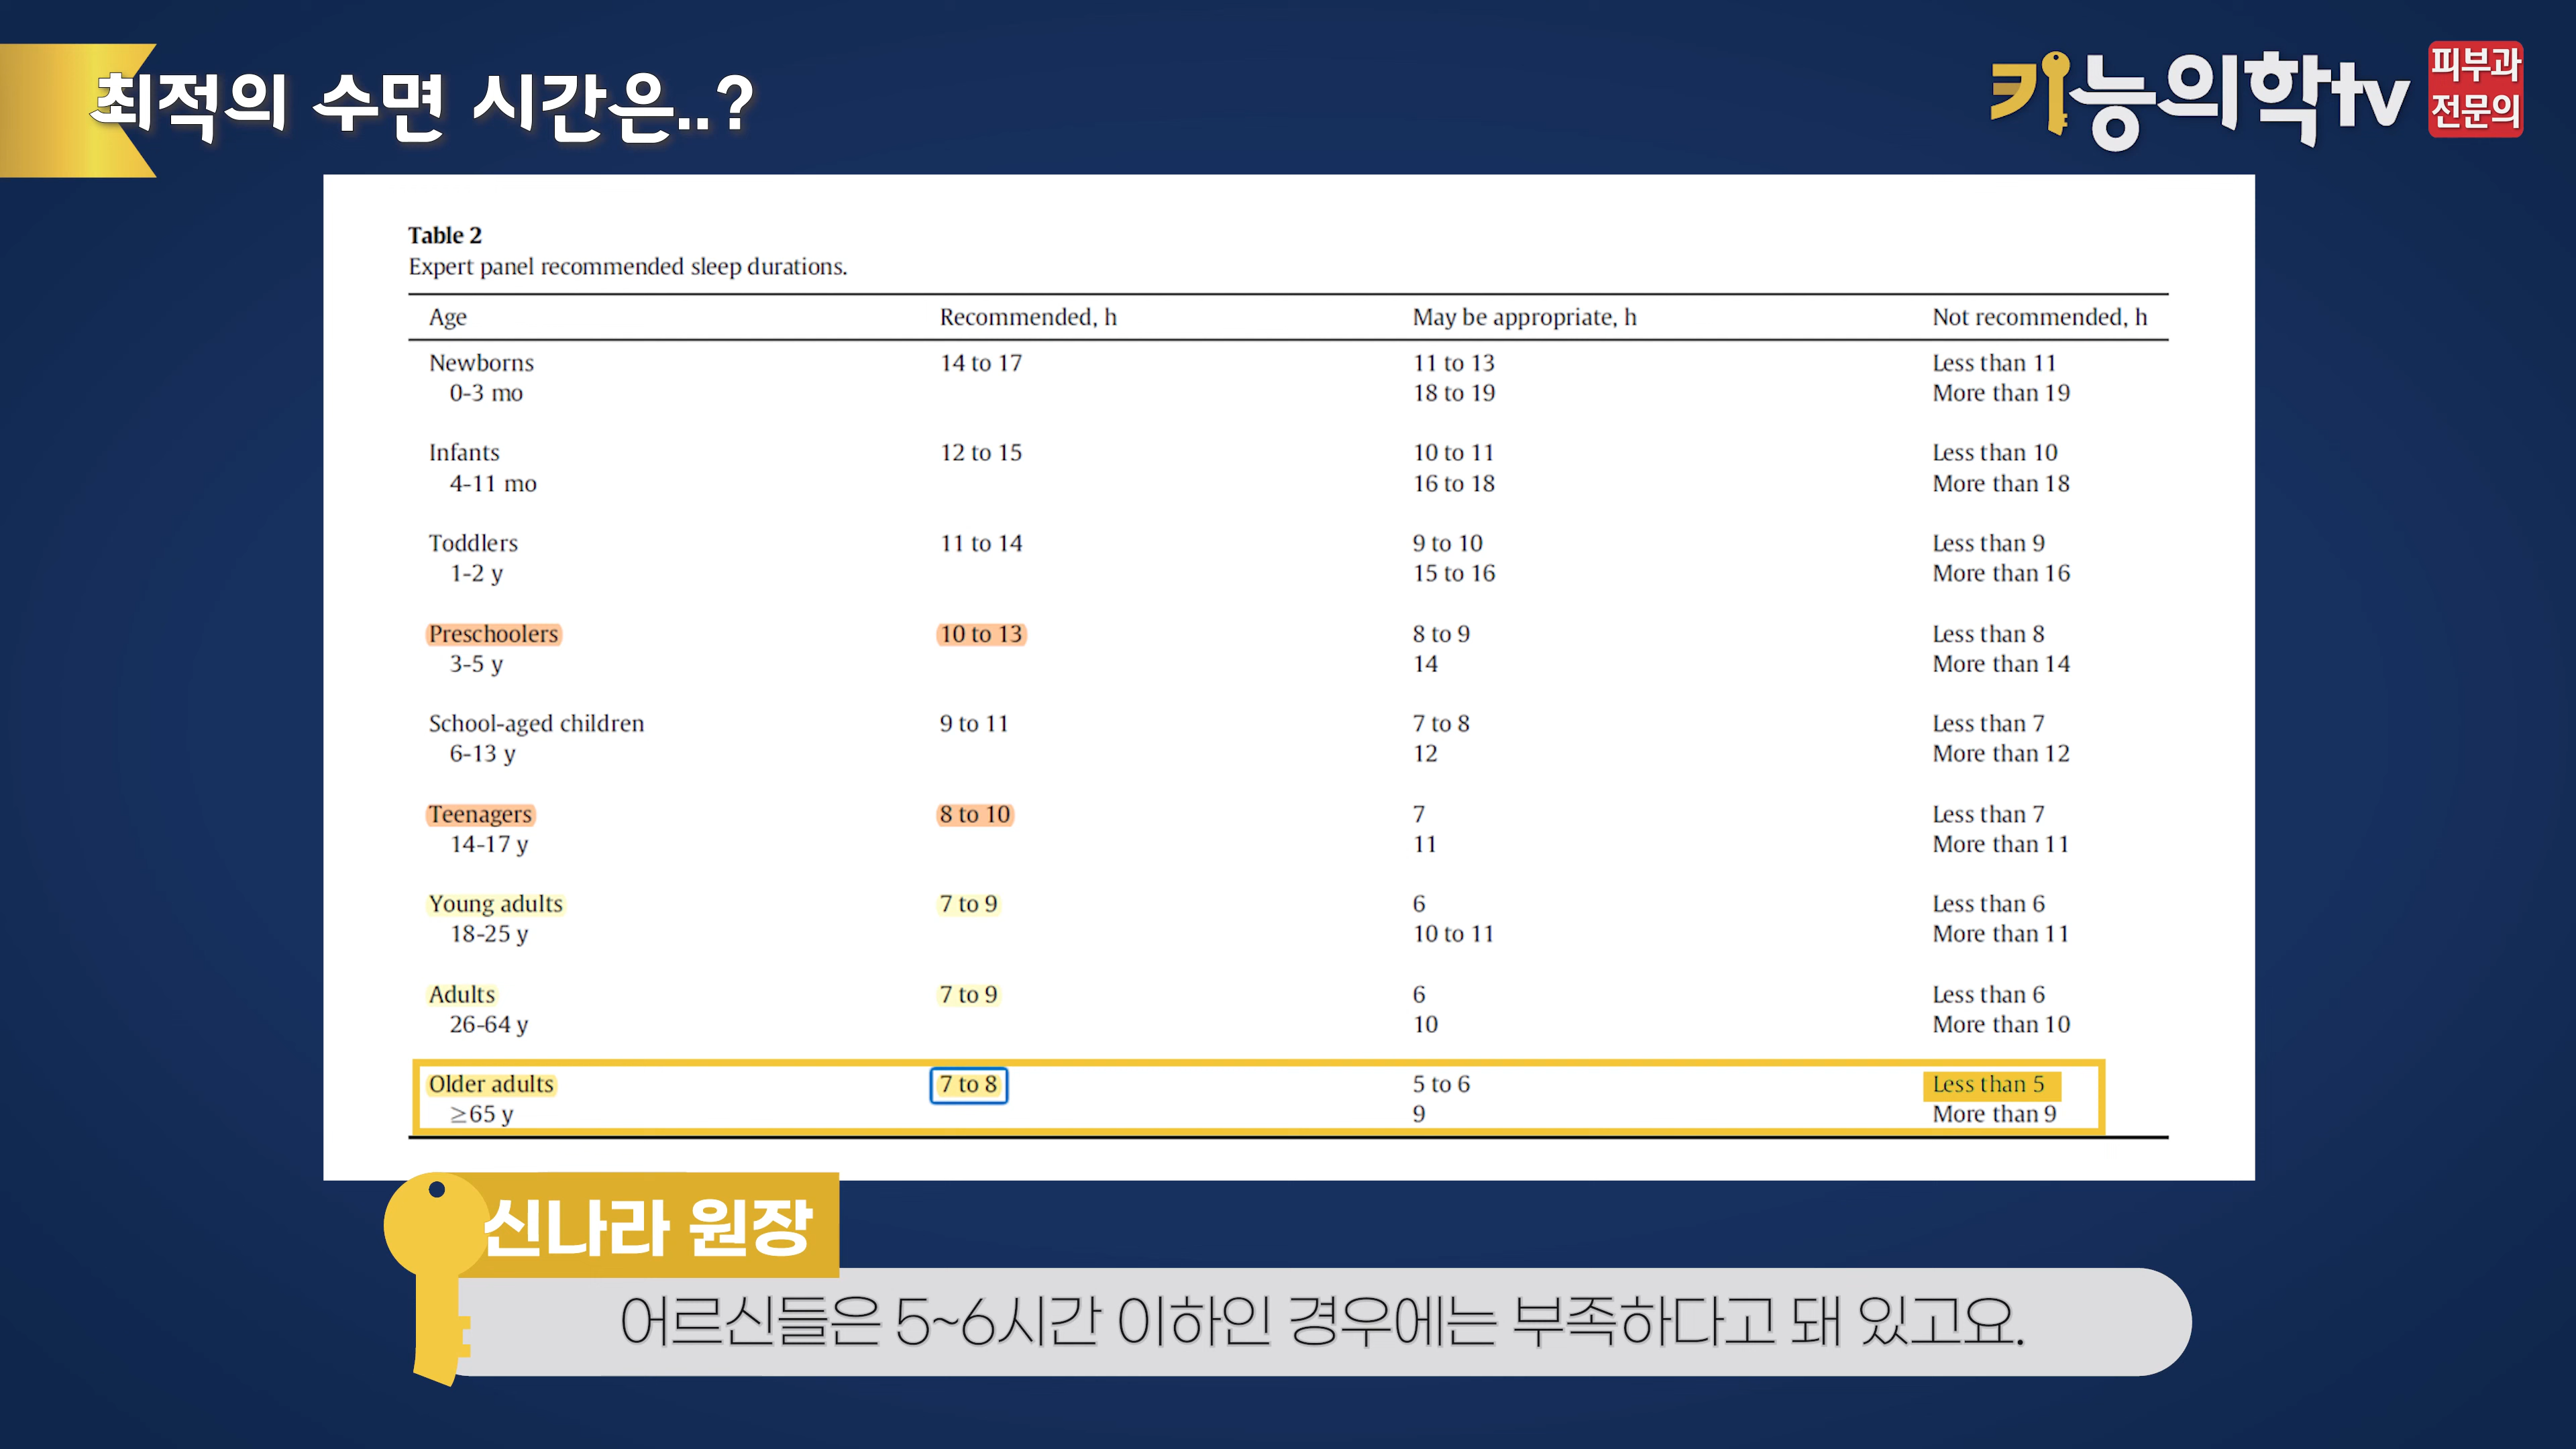 최적의 수면 시간은..?
키능의학tv
피부과
전문의
Table 2
Expert panel recommended sleep durations.
Age Recommended, h May be appropriate, h Not recommended, h
Newborns 14 to 17 11 to 13 Less than 11
0-3 mo 18 to 19 More than 19
Infants 12 to 15 10 to 11 Less than 10
4-11 mo 16 to 18 More than 18
Toddlers 11 to 14 9 to 10 Less than 9
1-2 y 15 to 16 More than 16
Preschoolers 10 to 13 8 to 9 Less than 8
3-5 y 14 More than 14
School-aged children 9 to 11 7 to 8 Less than 7
6-13 y 12 More than 12
Teenagers 8 to 10 7 Less than 7
14-17 y 11 More than 11
Young adults 7 to 9 6 Less than 6
18-25 y 10 to 11 More than 11
Adults 7 to 9 6 Less than 6
26-64 y 10 More than 10
Older adults 7 to 8 5 to 6 Less than 5
≥65 y 9 More than 9
신나라 원장
어르신들은 5~6시간 이하인 경우에는 부족하다고 돼 있고요.